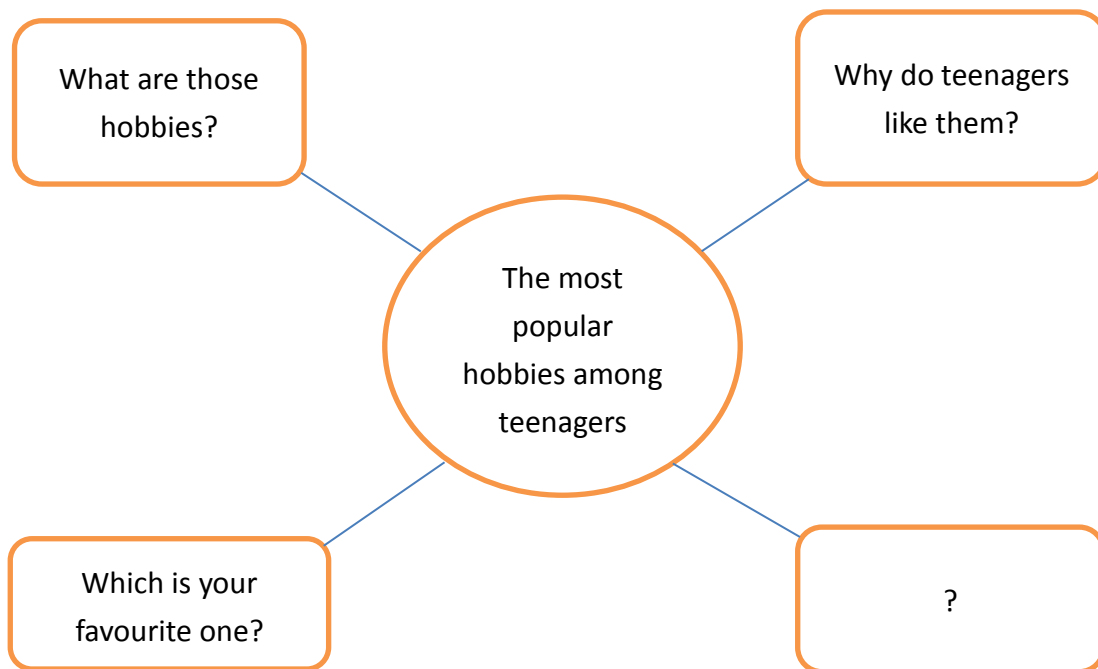 What are those
hobbies?
Why do teenagers
like them?
The most
popular
hobbies among
teenagers
Which is your
favourite one?
?